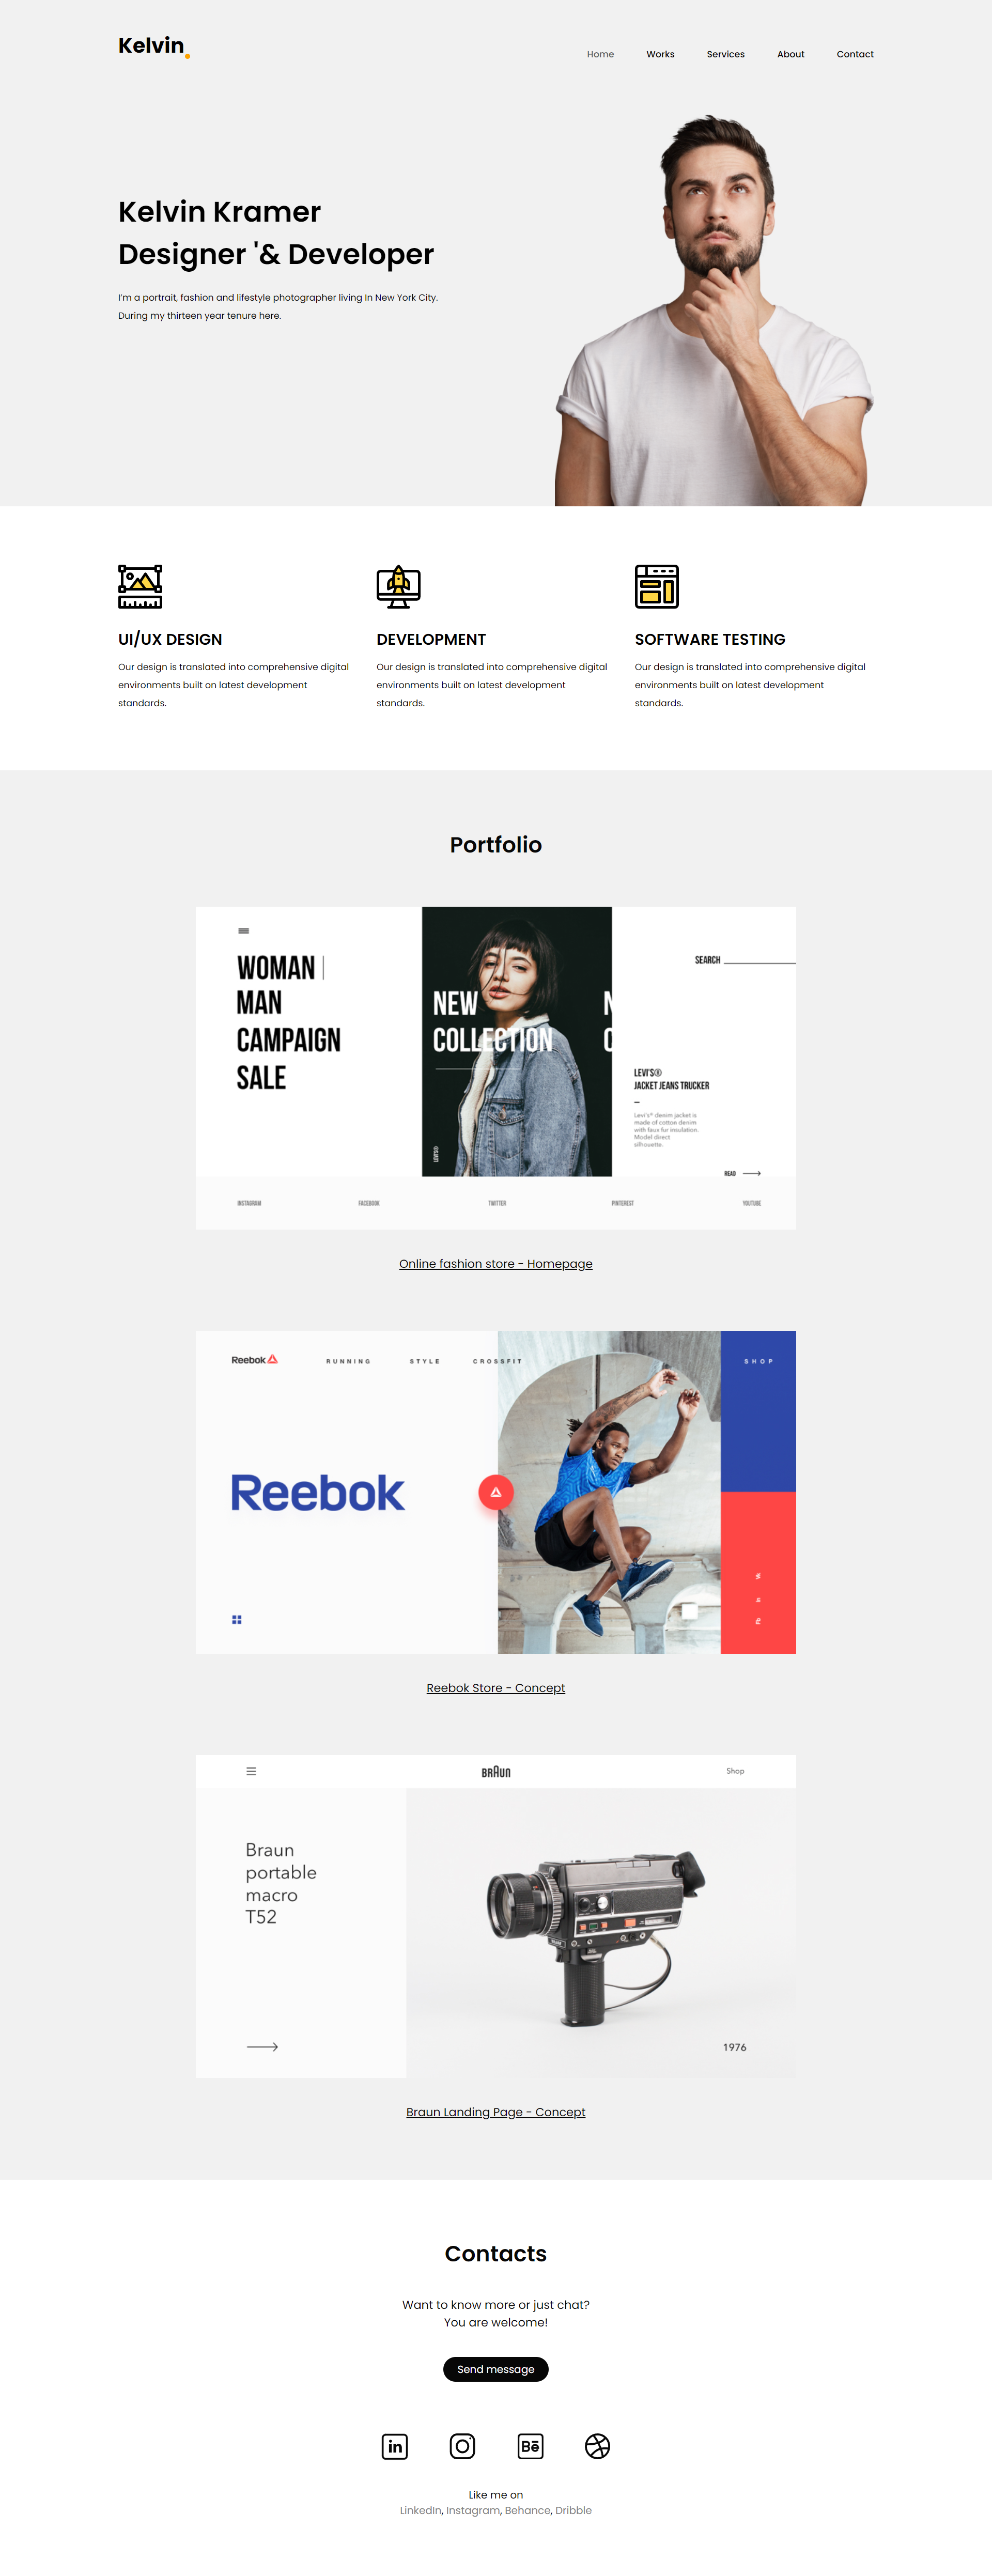 Kelvin.
Home Works Services About Contact
Kelvin Kramer
Designer '& Developer
I'm a portrait, fashion and lifestyle photographer living In New York City.
During my thirteen year tenure here.
UI/UX DESIGN
Our design is translated into comprehensive digital
environments built on latest development
standards.
DEVELOPMENT
Our design is translated into comprehensive digital
environments built on latest development
standards.
SOFTWARE TESTING
Our design is translated into comprehensive digital
environments built on latest development
standards.
Portfolio
WOMAN
MAN
CAMPAIGN
SALE
NEW
COLLECTION
N
C
LEVI'S®
SEARCH
LEVI'S®
JACKET JEANS TRUCKER
Levi's® denim jacket is
made of cotton denim
with faux fur insulation.
Model direct
silhouette.
READ
INSTAGRAM FACEBOOK TWITTER PINTEREST YOUTUBE
Online fashion store - Homepage
Reebok RUNNING STYLE CROSSFIT SHOP
Reebok
Reebok Store - Concept
BRAUN
Shop
Braun
portable
macro
T52
1976
Braun Landing Page - Concept
Contacts
Want to know more or just chat?
You are welcome!
Send message
in Bē
Like me on
LinkedIn, Instagram, Behance, Dribble